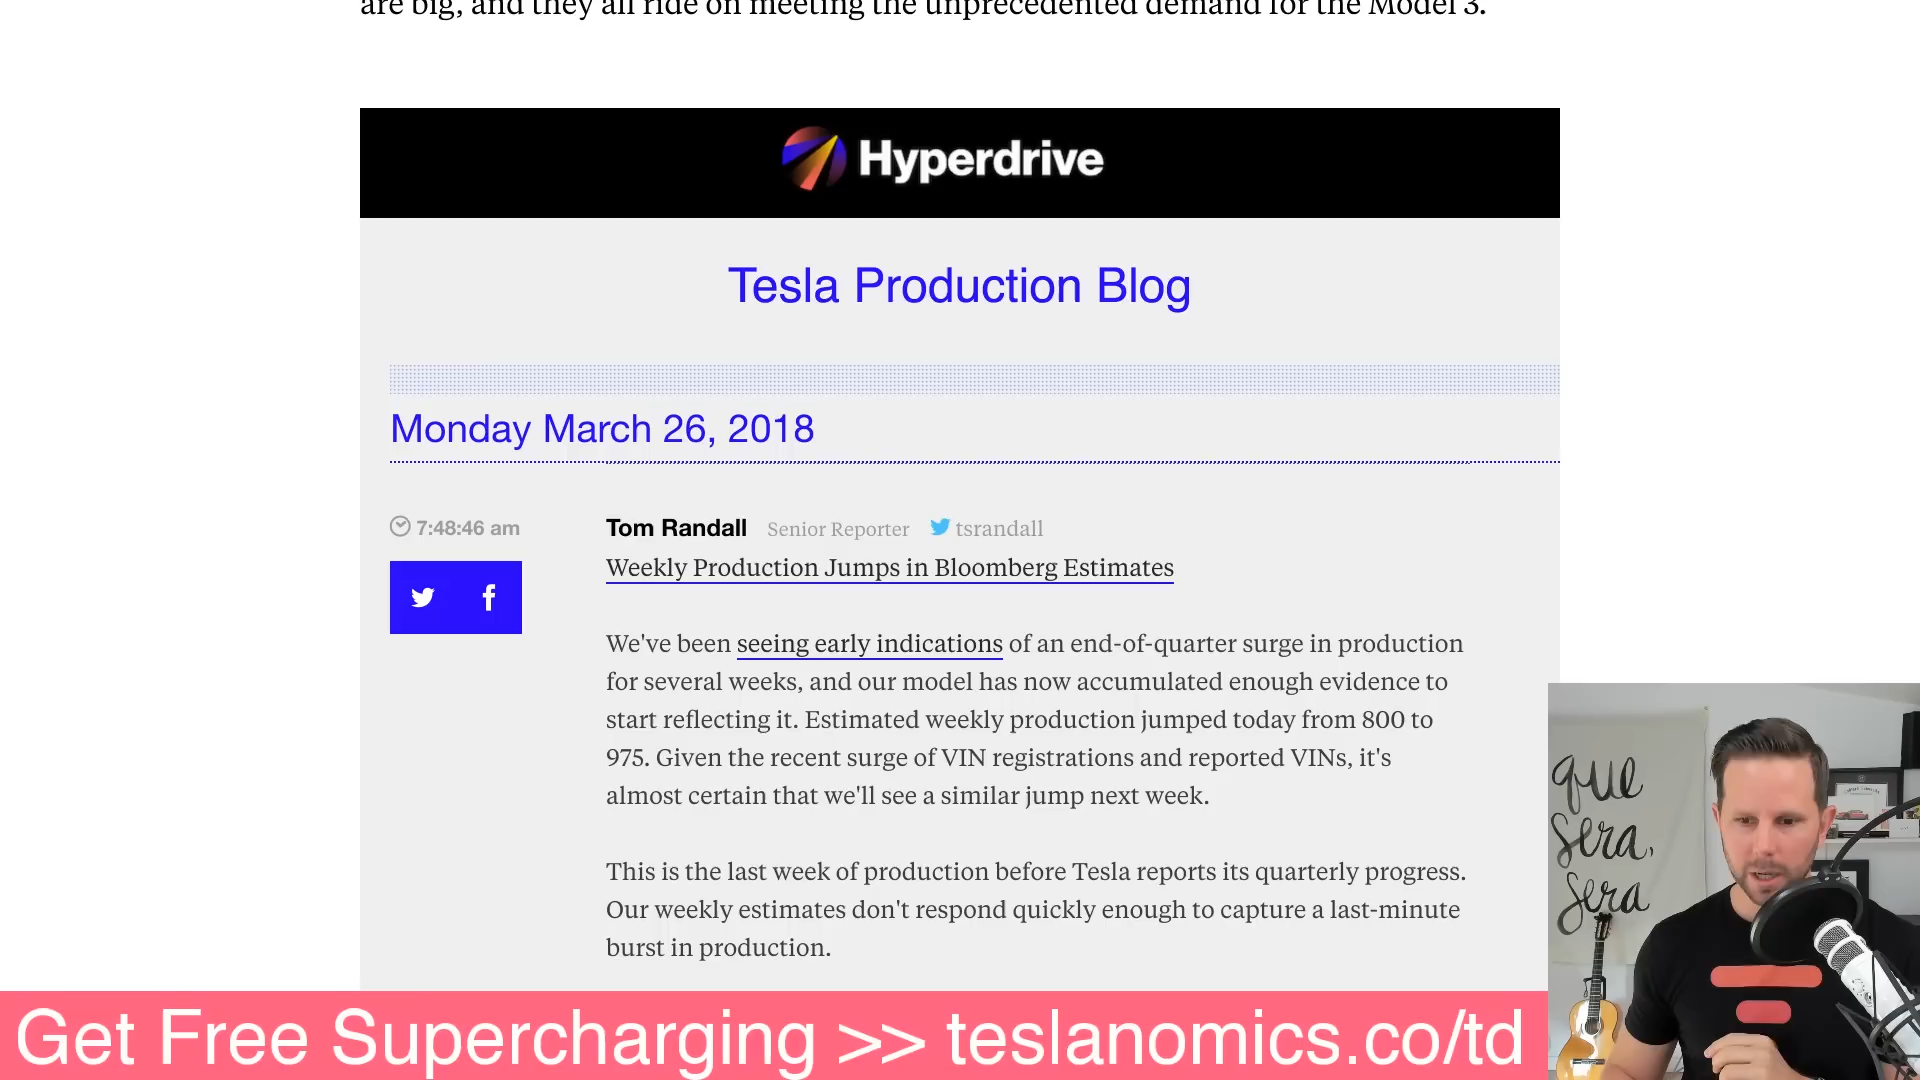 are big, and they all ride on meeting the unprecedented demand for the Model 3.
Hyperdrive
Tesla Production Blog
Monday March 26, 2018
7:48:46 am
Tom Randall Senior Reporter tsrandall
Weekly Production Jumps in Bloomberg Estimates
We've been seeing early indications of an end-of-quarter surge in production
for several weeks, and our model has now accumulated enough evidence to
start reflecting it. Estimated weekly production jumped today from 800 to
975. Given the recent surge of VIN registrations and reported VINs, it's
almost certain that we'll see a similar jump next week.
This is the last week of production before Tesla reports its quarterly progress.
Our weekly estimates don't respond quickly enough to capture a last-minute
burst in production.
que
sera,
sera
Get Free Supercharging >> teslanomics.co/td